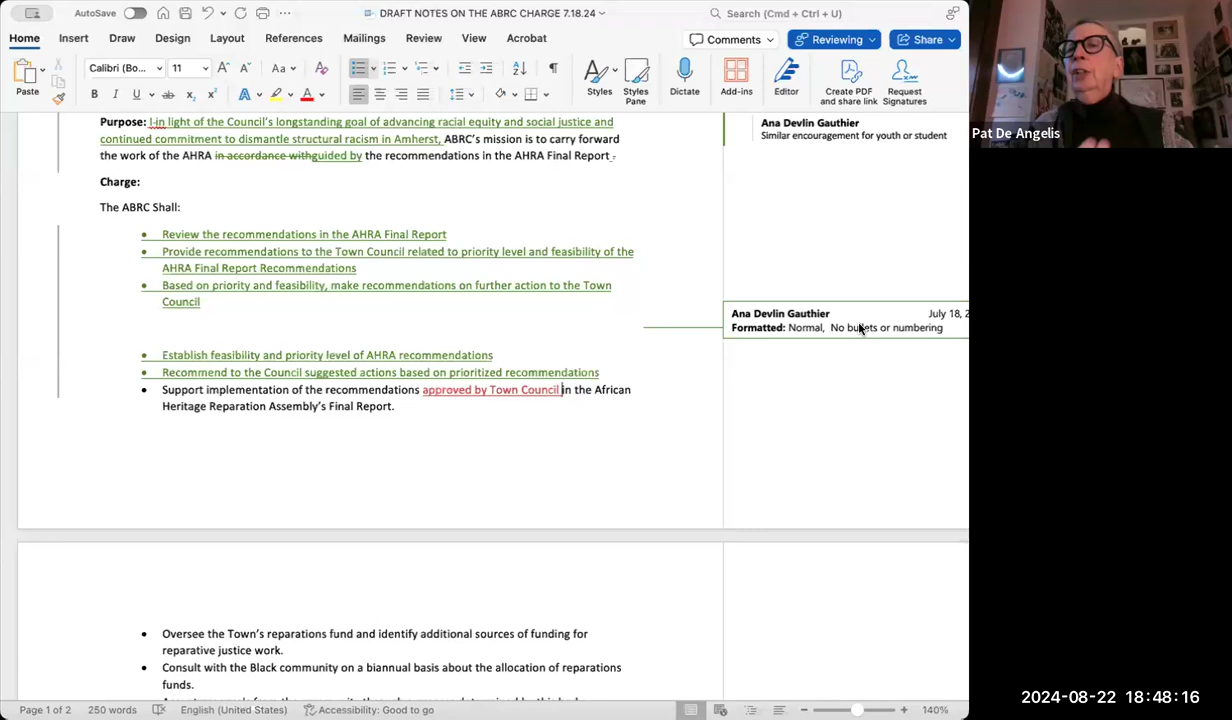 AutoSave
DRAFT NOTES ON THE ABRC CHARGE 7.18.24
Search (Cmd + Ctrl + U)
Home
Insert
Draw
Design
Layout
References
Mailings
Review
View
Acrobat
Comments
Reviewing
Share
Paste
Calibri (Bo...
11
Styles
Styles Pane
Dictate
Add-ins
Editor
Create PDF and share link
Request Signatures
Purpose: I-in light of the Council's longstanding goal of advancing racial equity and social justice and
continued commitment to dismantle structural racism in Amherst, ABRC's mission is to carry forward
the work of the AHRA in accordance withguided by the recommendations in the AHRA Final Report .
Charge:
The ABRC Shall:
• Review the recommendations in the AHRA Final Report
• Provide recommendations to the Town Council related to priority level and feasibility of the
AHRA Final Report Recommendations
• Based on priority and feasibility, make recommendations on further action to the Town
Council
• Establish feasibility and priority level of AHRA recommendations
• Recommend to the Council suggested actions based on prioritized recommendations
• Support implementation of the recommendations approved by Town Council in the African
Heritage Reparation Assembly's Final Report.
Ana Devlin Gauthier
Similar encouragement for youth or student
Ana Devlin Gauthier July 18, 2
Formatted: Normal, No bullets or numbering
• Oversee the Town's reparations fund and identify additional sources of funding for
reparative justice work.
• Consult with the Black community on a biannual basis about the allocation of reparations
funds.
Page 1 of 2
250 words
English (United States)
Accessibility: Good to go
140%
Pat De Angelis
2024-08-22 18:48:16